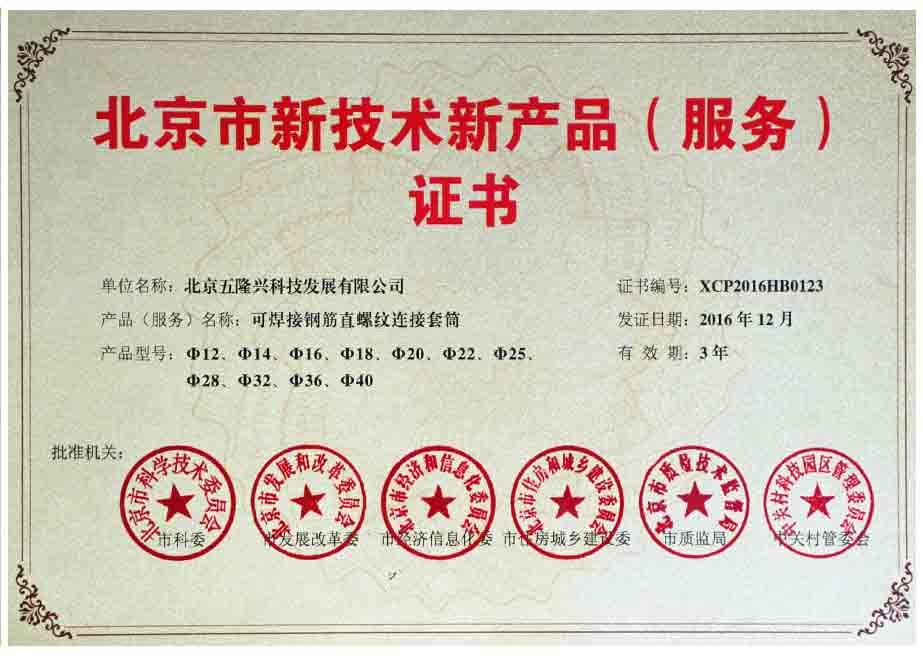 北京市新技术新产品（服务）
证书
单位名称：北京五隆兴科技发展有限公司
证书编号：XCP2016HB0123
产品（服务）名称：可焊接钢筋直螺纹连接套筒
发证日期：2016年12月
产品型号：Φ12、Φ14、Φ16、Φ18、Φ20、Φ22、Φ25、
Φ28、Φ32、Φ36、Φ40
有 效 期：3年
批准机关：
北京市科学技术委员会
北京市发展和改革委员会
北京市经济和信息化委员会
北京市住房和城乡建设委员会
北京市质量技术监督局
中关村科技园区管理委员会
市科委
市发展改革委
市经济信息化委
市住房城乡建设委
市质监局
中关村管委会